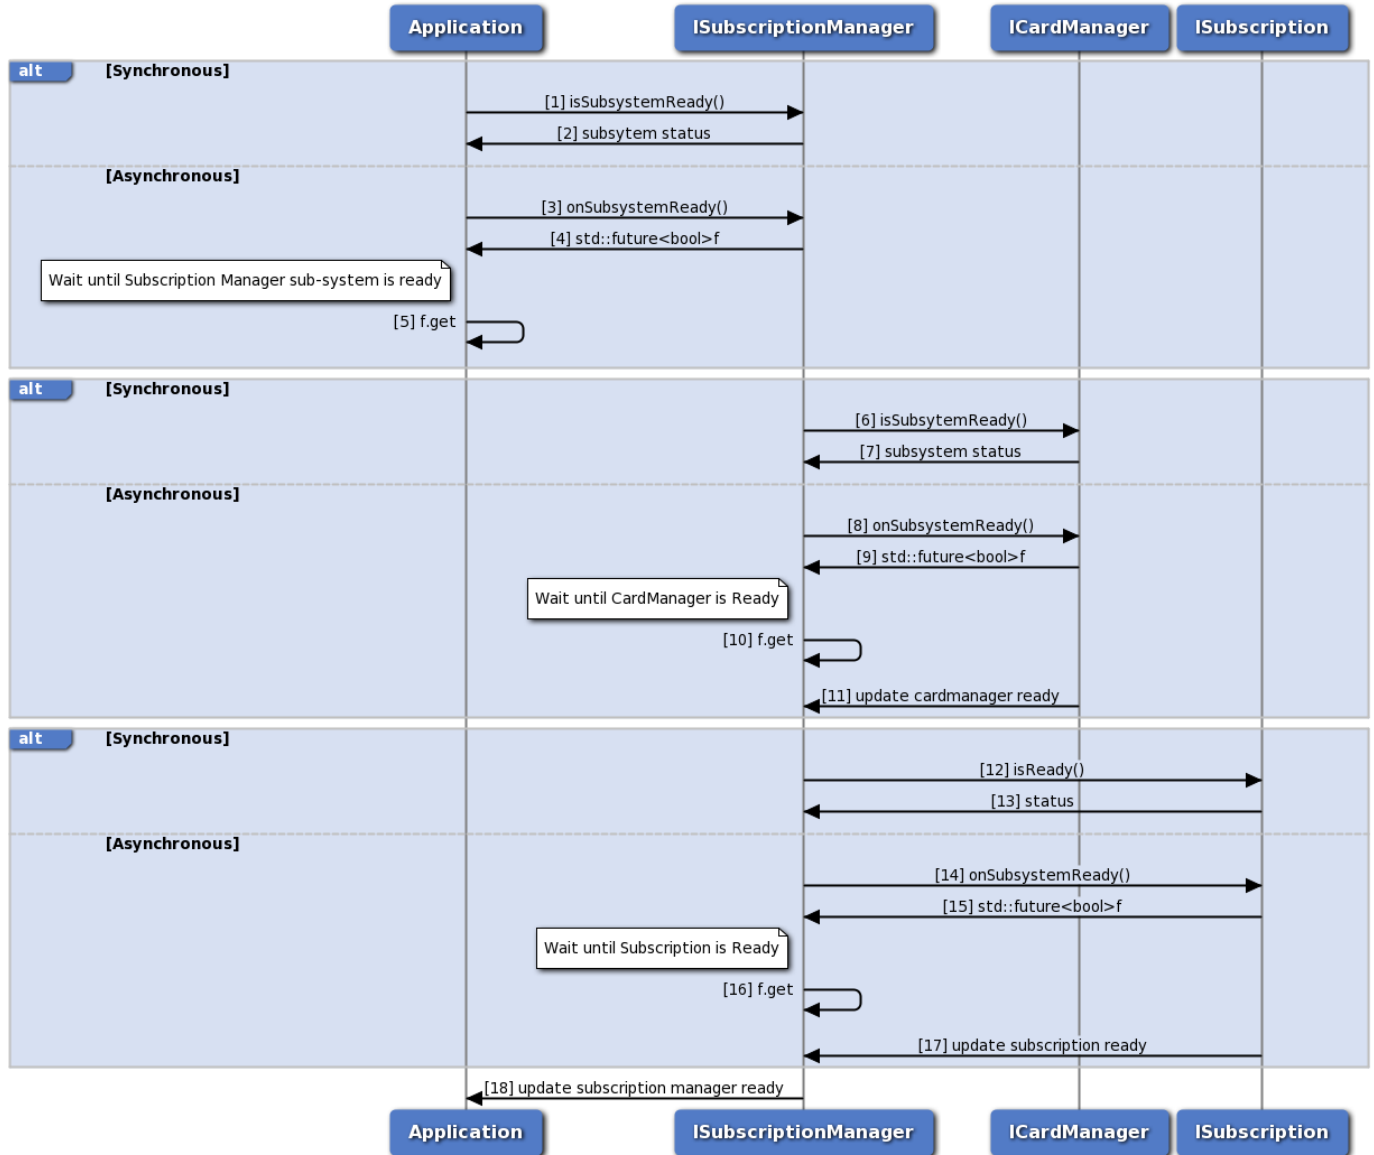 Application ISubscriptionManager ICardManager ISubscription
alt [Synchronous]
[1] isSubsystemReady()
[2] subsytem status
[Asynchronous]
[3] onSubsystemReady()
[4] std::future<bool>f
Wait until Subscription Manager sub-system is ready
[5] f.get
alt [Synchronous]
[6] isSubsytemReady()
[7] subsystem status
[Asynchronous]
[8] onSubsystemReady()
[9] std::future<bool>f
Wait until CardManager is Ready
[10] f.get
[11] update cardmanager ready
alt [Synchronous]
[12] isReady()
[13] status
[Asynchronous]
[14] onSubsystemReady()
[15] std::future<bool>f
Wait until Subscription is Ready
[16] f.get
[17] update subscription ready
[18] update subscription manager ready
Application ISubscriptionManager ICardManager ISubscription